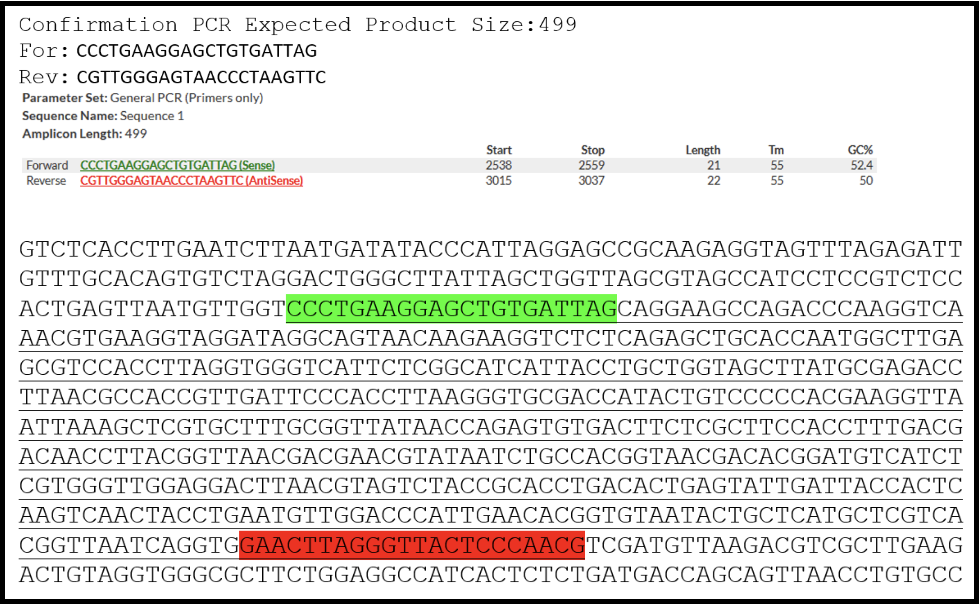 Confirmation PCR Expected Product Size:499
For: CCCTGAAGGAGCTGTGATTAG
Rev: CGTTGGGAGTAACCCTAAGTTC
Parameter Set: General PCR (Primers only)
Sequence Name: Sequence 1
Amplicon Length: 499
Start Stop Length Tm GC%
Forward CCCTGAAGGAGCTGTGATTAG (Sense) 2538 2559 21 55 52.4
Reverse CGTTGGGAGTAACCCTAAGTTC (AntiSense) 3015 3037 22 55 50
GTCTCACCTTGAATCTTAATGATATACCCATTAGGAGCCGCAAGAGGTAGTTTAGAGATT
GTTTGCACAGTGTCTAGGACTGGGCTTATTAGCTGGTTAGCGTAGCCATCCTCCGTCTCC
ACTGAGTTAATGTTGGTCCCTGAAGGAGCTGTGATTAGCAGGAAGCCAGACCCAAGGTCA
AACGTGAAGGTAGGATAGGCAGTAACAAGAAGGTCTCTCAGAGCTGCACCAATGGCTTGA
GCGTCCACCTTAGGTGGGTCATTCTCGGCATCATTACCTGCTGGTAGCTTATGCGAGACC
TTAACGCCACCGTTGATTCCCACCTTAAGGGTGCGACCATACTGTCCCCCACGAAGGTTA
ATTAAAGCTCGTGCTTTGCGGTTATAACCAGAGTGTGACTTCTCGCTTCCACCTTTGACG
ACAACCTTACGGTTAACGACGAACGTATAATCTGCCACGGTAACGACACGGATGTCATCT
CGTGGGTTGGAGGACTTAACGTAGTCTACCGCACCTGACACTGAGTATTGATTACCACTC
AAGTCAACTACCTGAATGTTGGACCCATTGAACACGGTGTAATACTGCTCATGCTCGTCA
CGGTTAATCAGGTGGAACTTAGGGTTACTCCCAACGTCGATGTTAAGACGTCGCTTGAAG
ACTGTAGGTGGGCGCTTCTGGAGGCCATCACTCTCTGATGACCAGCAGTTAACCTGTGCC